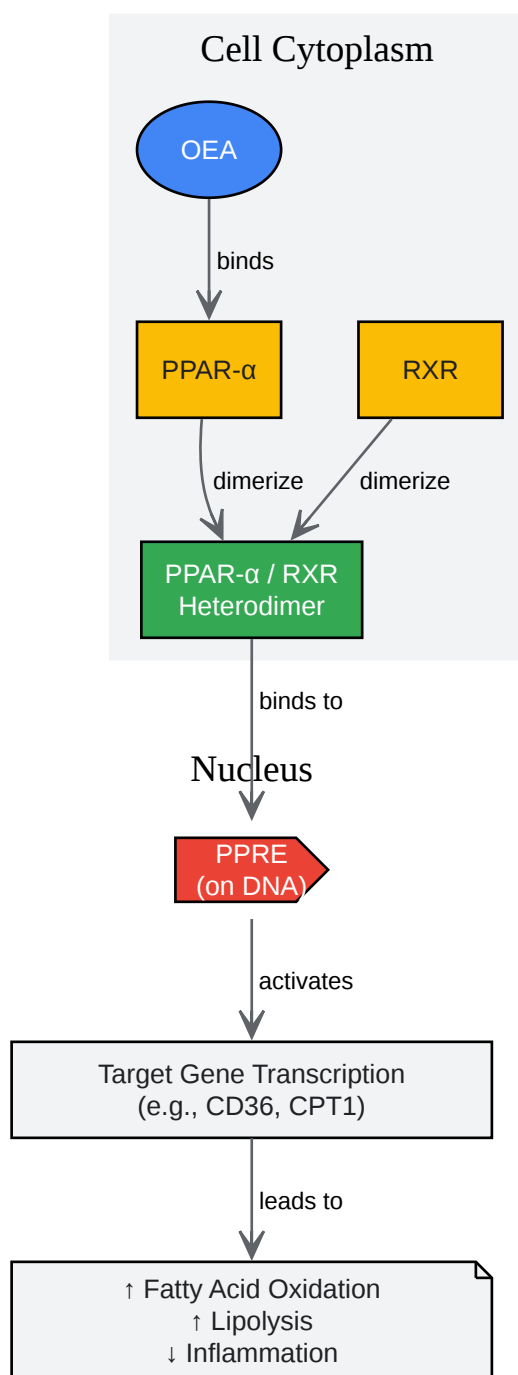 Cell Cytoplasm
OEA
binds
PPAR-α
RXR
dimerize
dimerize
PPAR-α / RXR
Heterodimer
binds to
Nucleus
PPRE
(on DNA)
activates
Target Gene Transcription
(e.g., CD36, CPT1)
leads to
↑ Fatty Acid Oxidation
↑ Lipolysis
↓ Inflammation